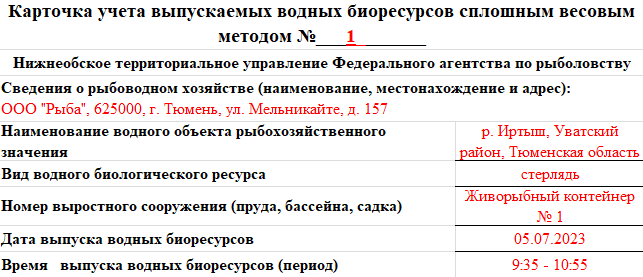 Карточка учета выпускаемых водных биоресурсов сплошным весовым
методом №___1________
Нижнеобское территориальное управление Федерального агентства по рыболовству
Сведения о рыбоводном хозяйстве (наименование, местонахождение и адрес):
ООО "Рыба", 625000, г. Тюмень, ул. Мельникайте, д. 157
Наименование водного объекта рыбохозяйственного
значения
р. Иртыш, Уватский
район, Тюменская область
Вид водного биологического ресурса
стерлядь
Номер выростного сооружения (пруда, бассейна, садка)
Живорыбный контейнер
№ 1
Дата выпуска водных биоресурсов
05.07.2023
Время выпуска водных биоресурсов (период)
9:35 - 10:55